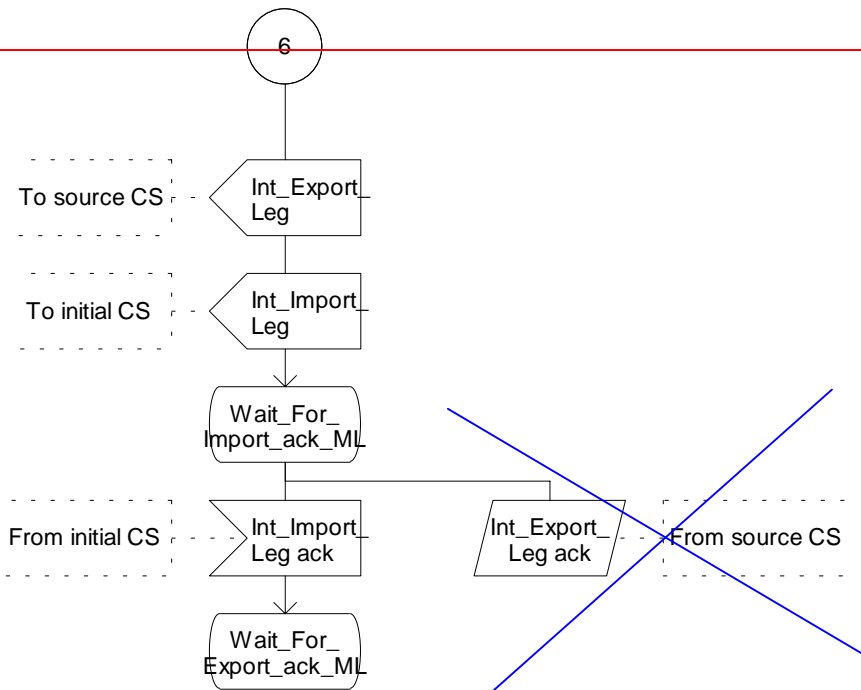 6
To source CS
Int_Export_
Leg
To initial CS
Int_Import_
Leg
Wait_For_
Import_ack_ML
From initial CS
Int_Import_
Leg ack
Int_Export_
Leg ack
From source CS
Wait_For_
Export_ack_ML